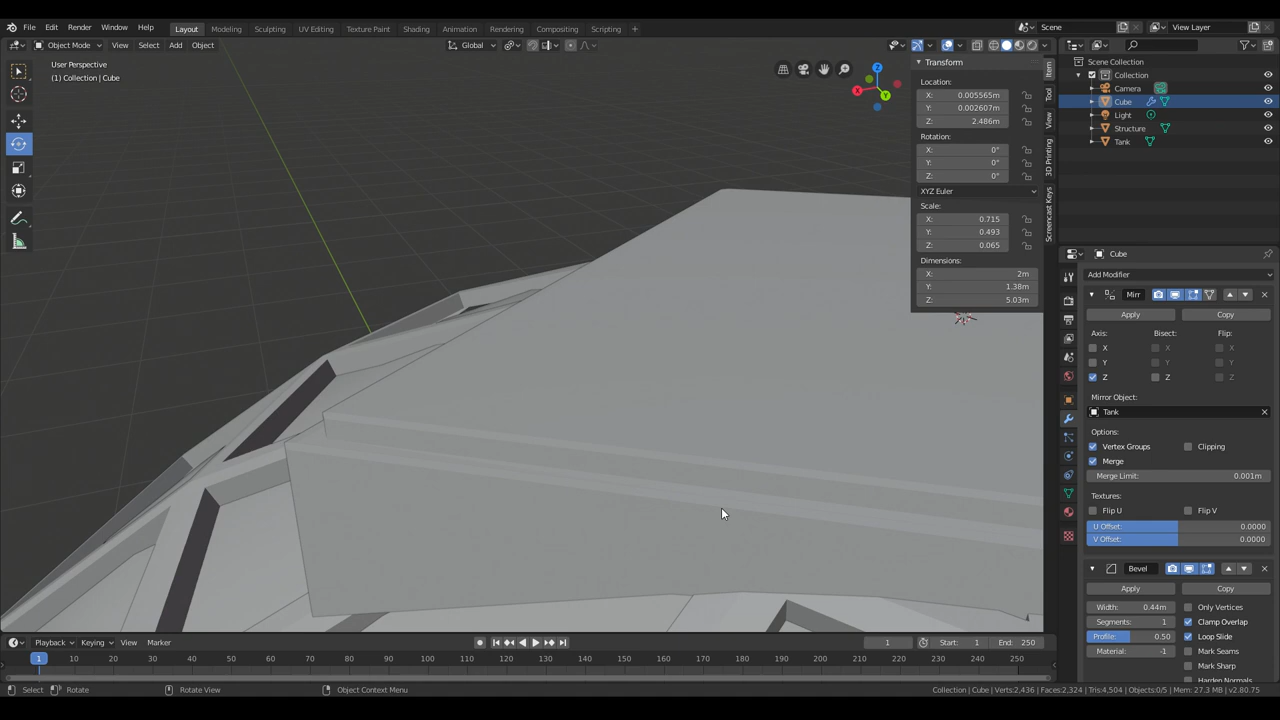 File Edit Render Window Help Layout Modeling Sculpting UV Editing Texture Paint Shading Animation Rendering Compositing Scripting + Scene View Layer
Object Mode View Select Add Object Global
User Perspective
(1) Collection | Cube
Z
X
Y
Transform
Location:
X: 0.005565m
Y: 0.002607m
Z: 2.486m
Rotation:
X: 0°
Y: 0°
Z: 0°
XYZ Euler
Scale:
X: 0.715
Y: 0.493
Z: 0.065
Dimensions:
X: 2m
Y: 1.38m
Z: 5.03m
Item
Tool
View
3D Printing
Screencast Keys
Scene Collection
Collection
Camera
Cube
Light
Structure
Tank
Cube
Add Modifier
Mirr
Apply Copy
Axis: Bisect: Flip:
X X X
Y Y Y
Z Z Z
Mirror Object:
Tank
Options:
Vertex Groups Clipping
Merge
Merge Limit: 0.001m
Textures:
Flip U Flip V
U Offset: 0.0000
V Offset: 0.0000
Bevel
Apply Copy
Width: 0.44m Only Vertices
Segments: 1 Clamp Overlap
Profile: 0.50 Loop Slide
Material: -1 Mark Seams
Mark Sharp
Harden Normals
Playback Keying View Marker 1 Start: 1 End: 250
1 10 20 30 40 50 60 70 80 90 100 110 120 130 140 150 160 170 180 190 200 210 220 230 240 250
Select Rotate Rotate View Object Context Menu Collection | Cube | Verts:2,436 | Faces:2,324 | Tris:4,504 | Objects:0/5 | Mem: 27.3 MB | v2.80.75